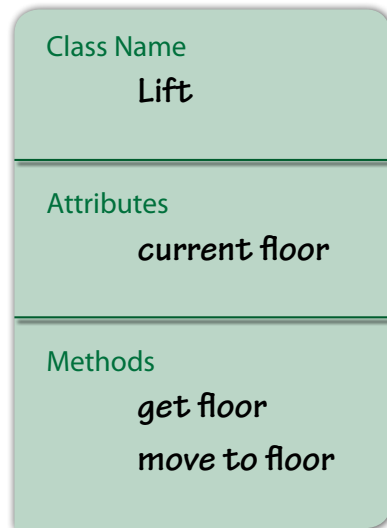 Class Name
Lift
Attributes
current floor
Methods
get floor
move to floor